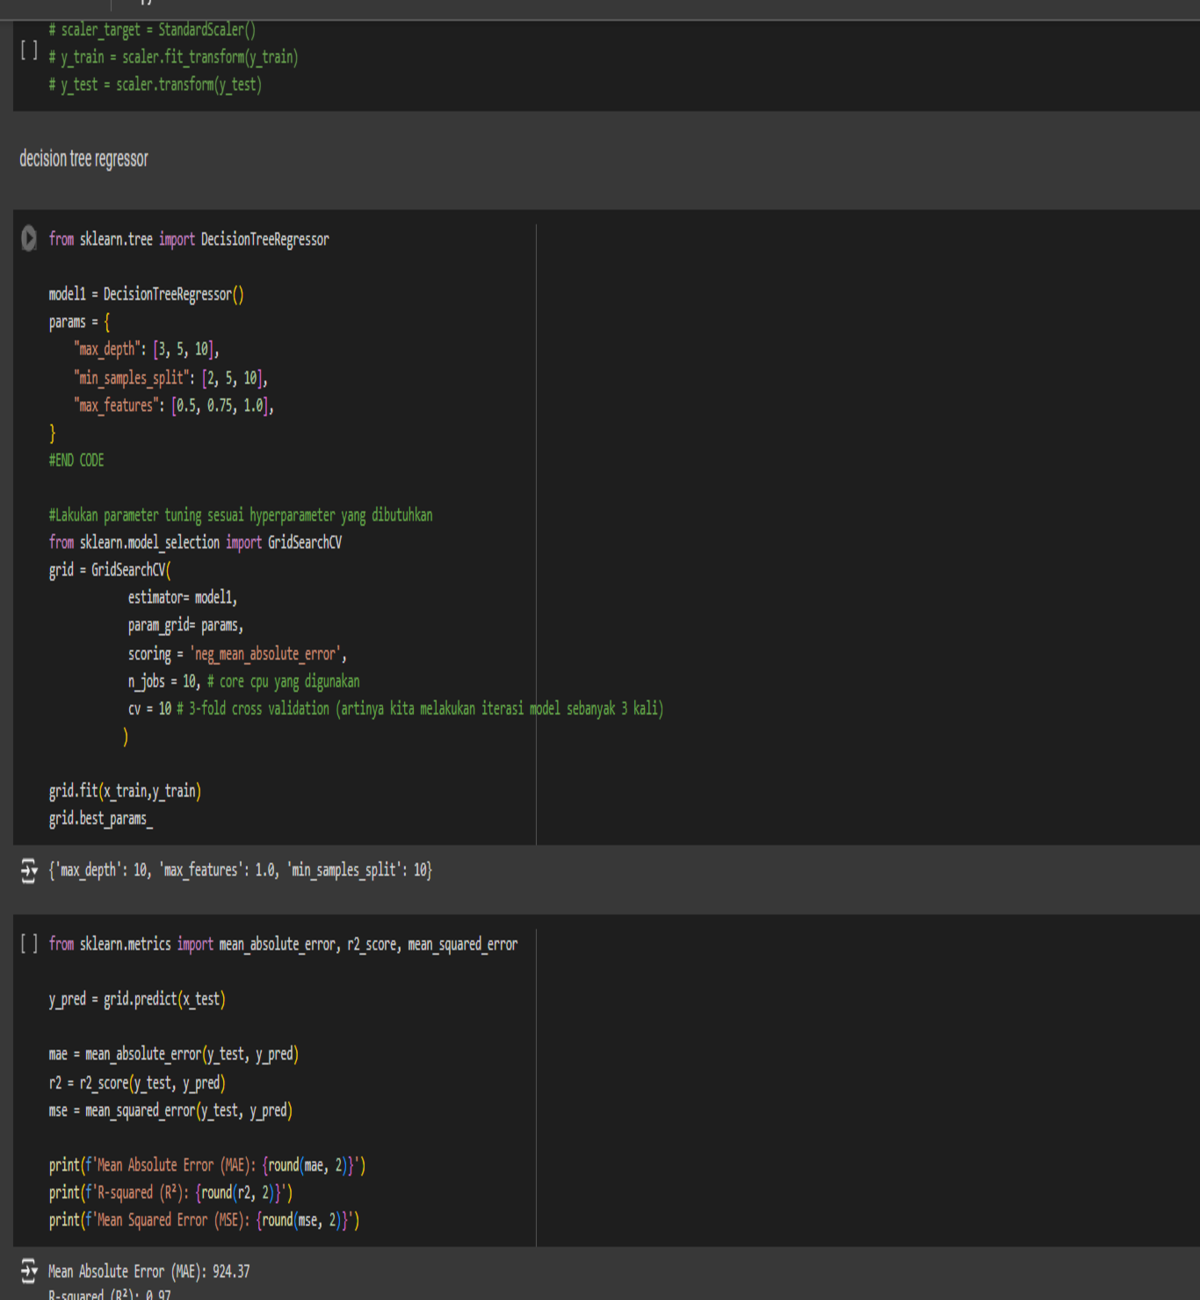 # scaler_target = StandardScaler()
[ ] # y_train = scaler.fit_transform(y_train)
# y_test = scaler.transform(y_test)
decision tree regressor
from sklearn.tree import DecisionTreeRegressor
model1 = DecisionTreeRegressor()
params = {
"max_depth": [3, 5, 10],
"min_samples_split": [2, 5, 10],
"max_features": [0.5, 0.75, 1.0],
}
#END CODE
#Lakukan parameter tuning sesuai hyperparameter yang dibutuhkan
from sklearn.model_selection import GridSearchCV
grid = GridSearchCV(
estimator= model1,
param_grid= params,
scoring = 'neg_mean_absolute_error',
n_jobs = 10, # core cpu yang digunakan
cv = 10 # 3-fold cross validation (artinya kita melakukan iterasi model sebanyak 3 kali)
)
grid.fit(x_train,y_train)
grid.best_params_
{'max_depth': 10, 'max_features': 1.0, 'min_samples_split': 10}
[ ] from sklearn.metrics import mean_absolute_error, r2_score, mean_squared_error
y_pred = grid.predict(x_test)
mae = mean_absolute_error(y_test, y_pred)
r2 = r2_score(y_test, y_pred)
mse = mean_squared_error(y_test, y_pred)
print(f'Mean Absolute Error (MAE): {round(mae, 2)}')
print(f'R-squared (R²): {round(r2, 2)}')
print(f'Mean Squared Error (MSE): {round(mse, 2)}')
Mean Absolute Error (MAE): 924.37
R-squared (R²): 0.97